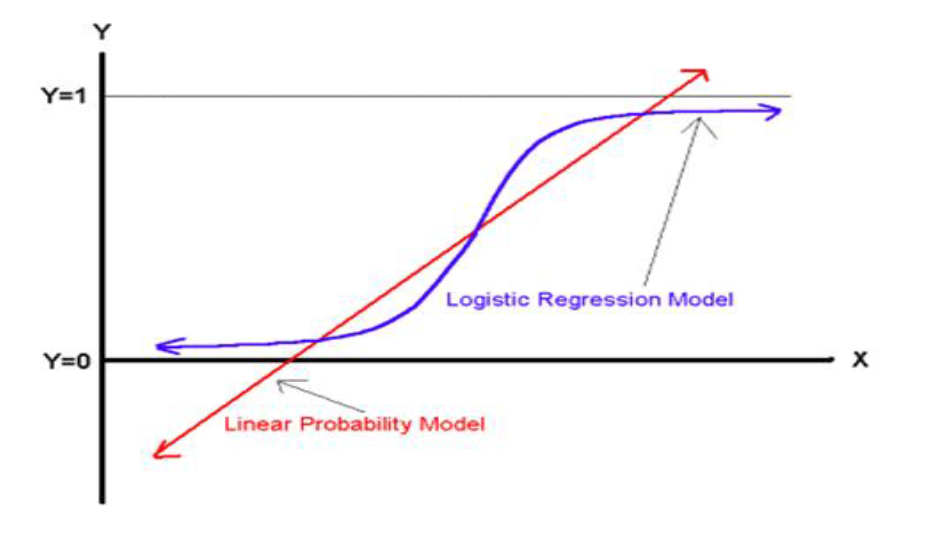 Y
Y=1
Logistic Regression Model
Y=0
X
Linear Probability Model